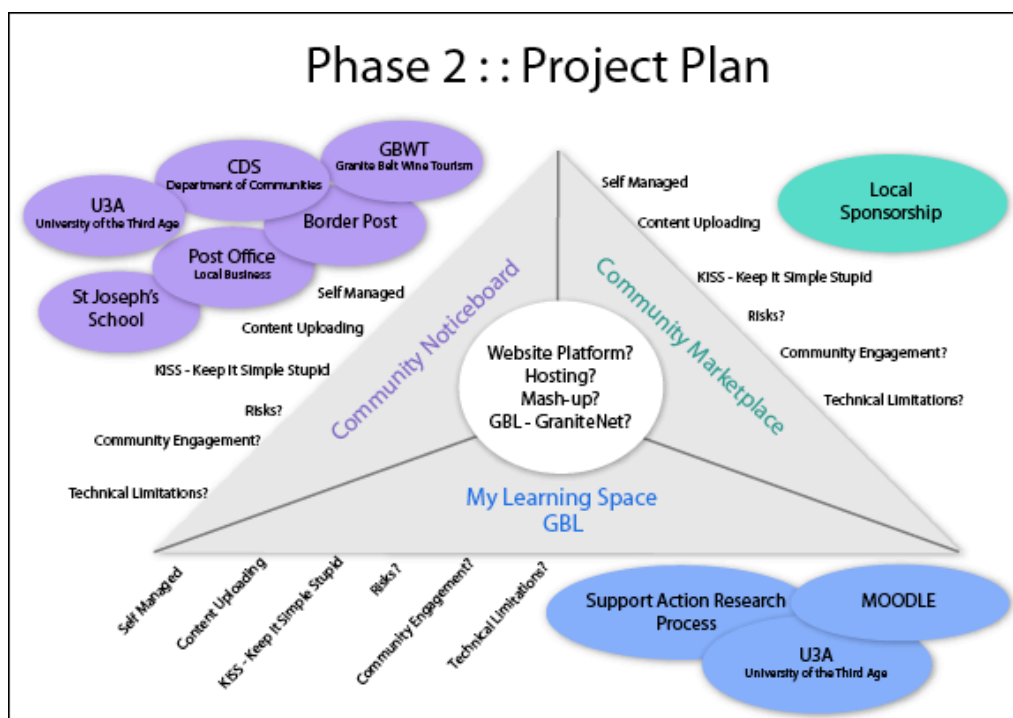 Phase 2 : : Project Plan
GBWT
Granite Belt Wine Tourism
CDS
Department of Communities
U3A
University of the Third Age
Border Post
Post Office
Local Business
St Joseph's
School
Self Managed
Content Uploading
KISS - Keep It Simple Stupid
Risks?
Community Engagement?
Technical Limitations?
Community Noticeboard
Self Managed
Content Uploading
KISS - Keep It Simple Stupid
Risks?
Community Engagement?
Technical Limitations?
Local
Sponsorship
Community Marketplace
Website Platform?
Hosting?
Mash-up?
GBL - GraniteNet?
My Learning Space
GBL
Self Managed
Content Uploading
KISS - Keep It Simple Stupid
Risks?
Community Engagement?
Technical Limitations?
Support Action Research
Process
MOODLE
U3A
University of the Third Age